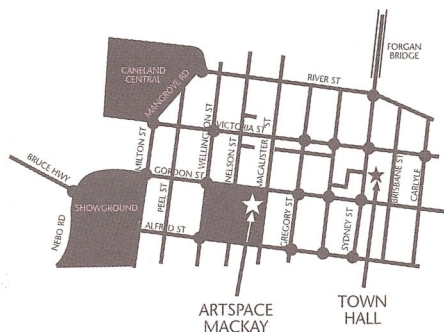 FORGAN
BRIDGE
CANELAND
CENTRAL
MANGROVE RD
RIVER ST
VICTORIA ST
MILTON ST
WELLINGTON ST
NELSON ST
MACALISTER ST
BRUCE HWY
GORDON ST
PEEL ST
BRISBANE ST
CARLYLE
SHOWGROUND
NEBO RD
ALFRED ST
GREGORY ST
SYDNEY ST
ARTSPACE
MACKAY
TOWN
HALL